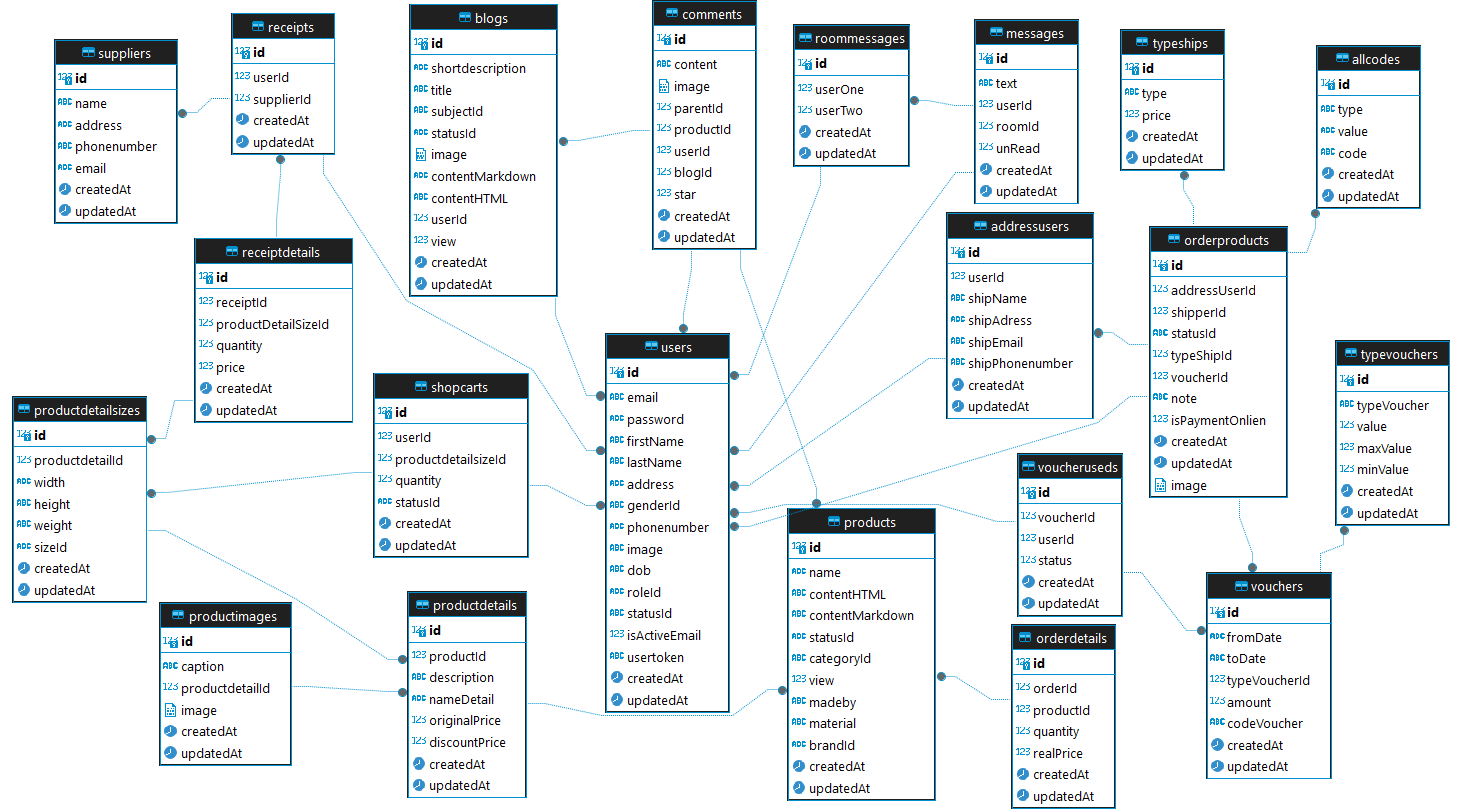 suppliers
id
name
address
phonenumber
email
createdAt
updatedAt
receipts
id
userId
supplierId
createdAt
updatedAt
blogs
id
shortdescription
title
subjectId
statusId
image
contentMarkdown
contentHTML
userId
view
createdAt
updatedAt
comments
id
content
image
parentId
productId
userId
blogId
star
createdAt
updatedAt
roommessages
id
userOne
userTwo
createdAt
updatedAt
messages
id
text
userId
roomId
unRead
createdAt
updatedAt
typeships
id
type
price
createdAt
updatedAt
allcodes
id
type
value
code
createdAt
updatedAt
receiptdetails
id
receiptId
productDetailSizeId
quantity
price
createdAt
updatedAt
addressusers
id
userId
shipName
shipAdress
shipEmail
shipPhonenumber
createdAt
updatedAt
orderproducts
id
addressUserId
shipperId
statusId
typeShipId
voucherId
note
isPaymentOnlien
createdAt
updatedAt
image
productdetailsizes
id
productdetailId
width
height
weight
sizeId
createdAt
updatedAt
shopcarts
id
userId
productdetailsizeId
quantity
statusId
createdAt
updatedAt
users
id
email
password
firstName
lastName
address
genderId
phonenumber
image
dob
roleId
statusId
isActiveEmail
usertoken
createdAt
updatedAt
typevouchers
id
typeVoucher
value
maxValue
minValue
createdAt
updatedAt
voucheruseds
id
voucherId
userId
status
createdAt
updatedAt
products
id
name
contentHTML
contentMarkdown
statusId
categoryId
view
madeby
material
brandId
createdAt
updatedAt
productimages
id
caption
productdetailId
image
createdAt
updatedAt
productdetails
id
productId
description
nameDetail
originalPrice
discountPrice
createdAt
updatedAt
orderdetails
id
orderId
productId
quantity
realPrice
createdAt
updatedAt
vouchers
id
fromDate
toDate
typeVoucherId
amount
codeVoucher
createdAt
updatedAt